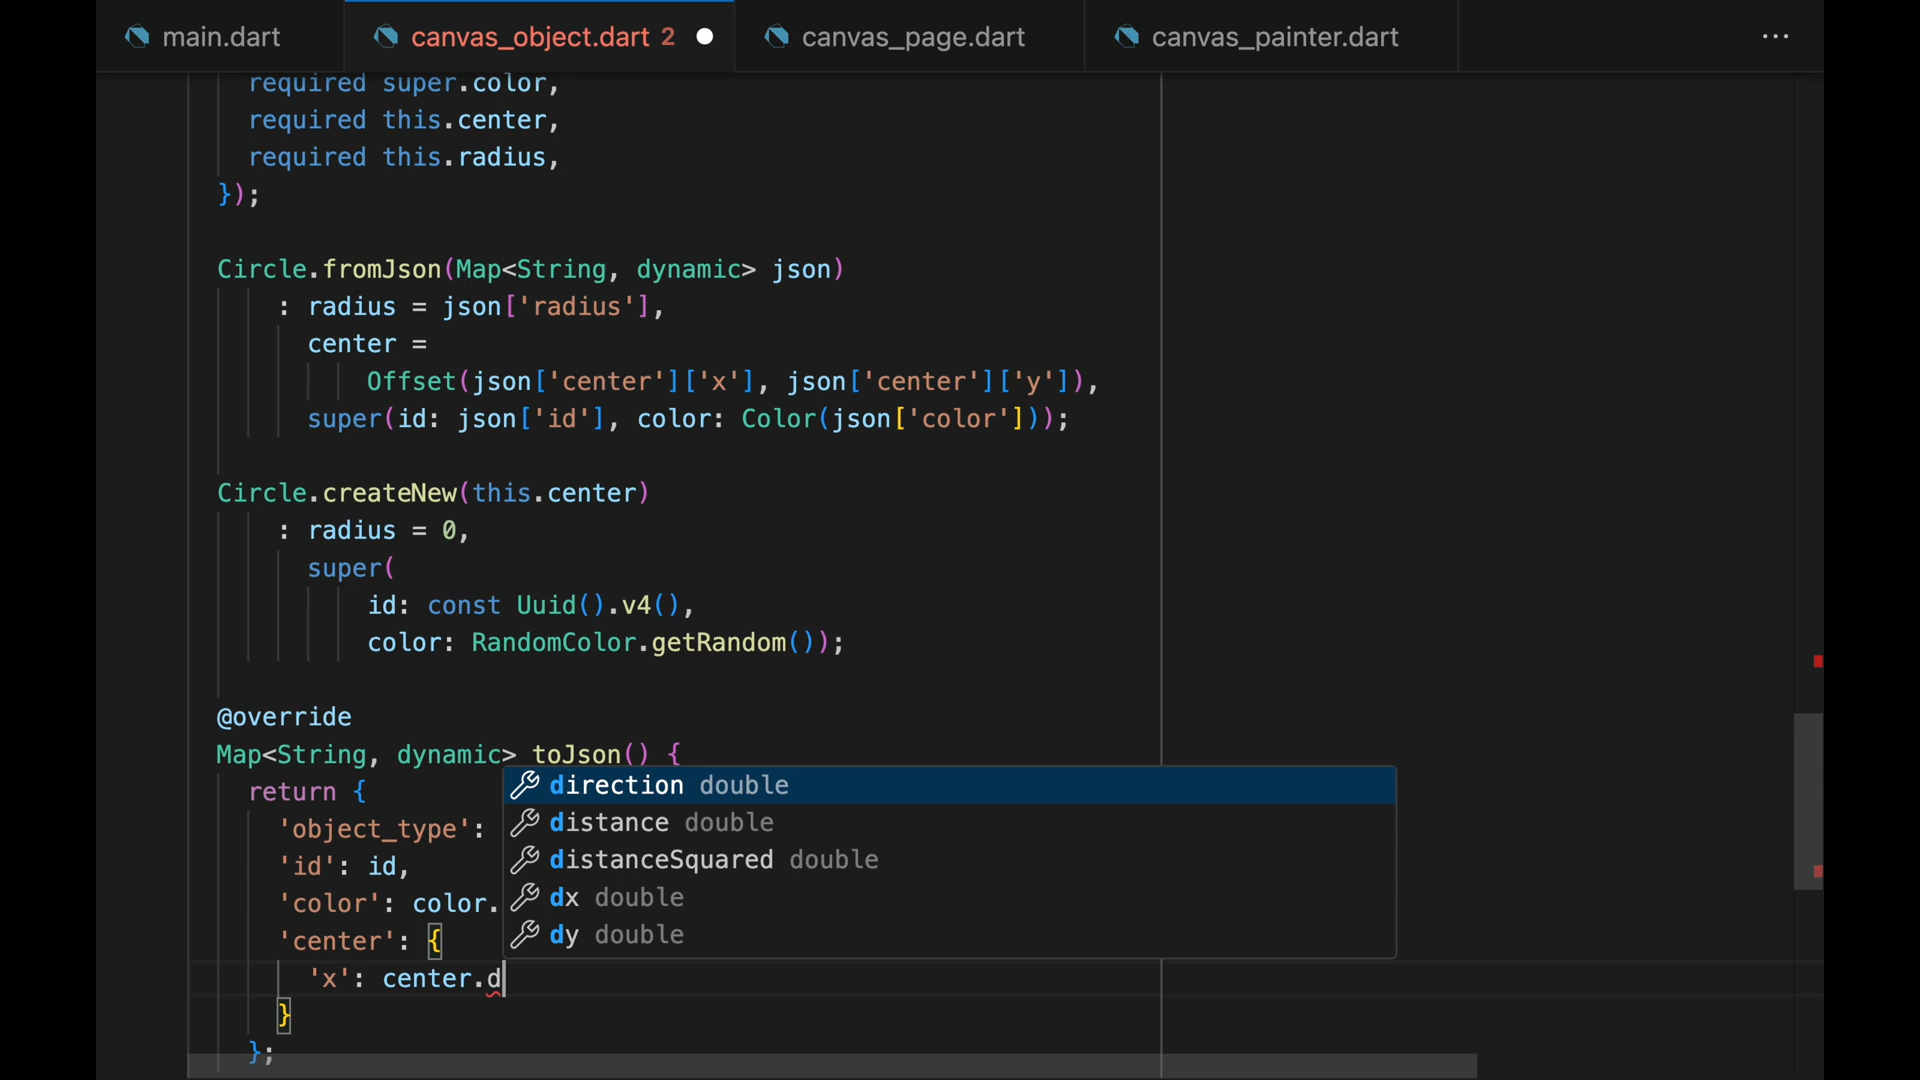 main.dart canvas_object.dart 2 canvas_page.dart canvas_painter.dart ...
required super.color,
required this.center,
required this.radius,
});
Circle.fromJson(Map<String, dynamic> json)
: radius = json['radius'],
center =
Offset(json['center']['x'], json['center']['y']),
super(id: json['id'], color: Color(json['color']));
Circle.createNew(this.center)
: radius = 0,
super(
id: const Uuid().v4(),
color: RandomColor.getRandom());
@override
Map<String, dynamic> toJson() {
return {
'object_type':
'id': id,
'color': color.
'center': {
'x': center.d
}
};
direction double
distance double
distanceSquared double
dx double
dy double